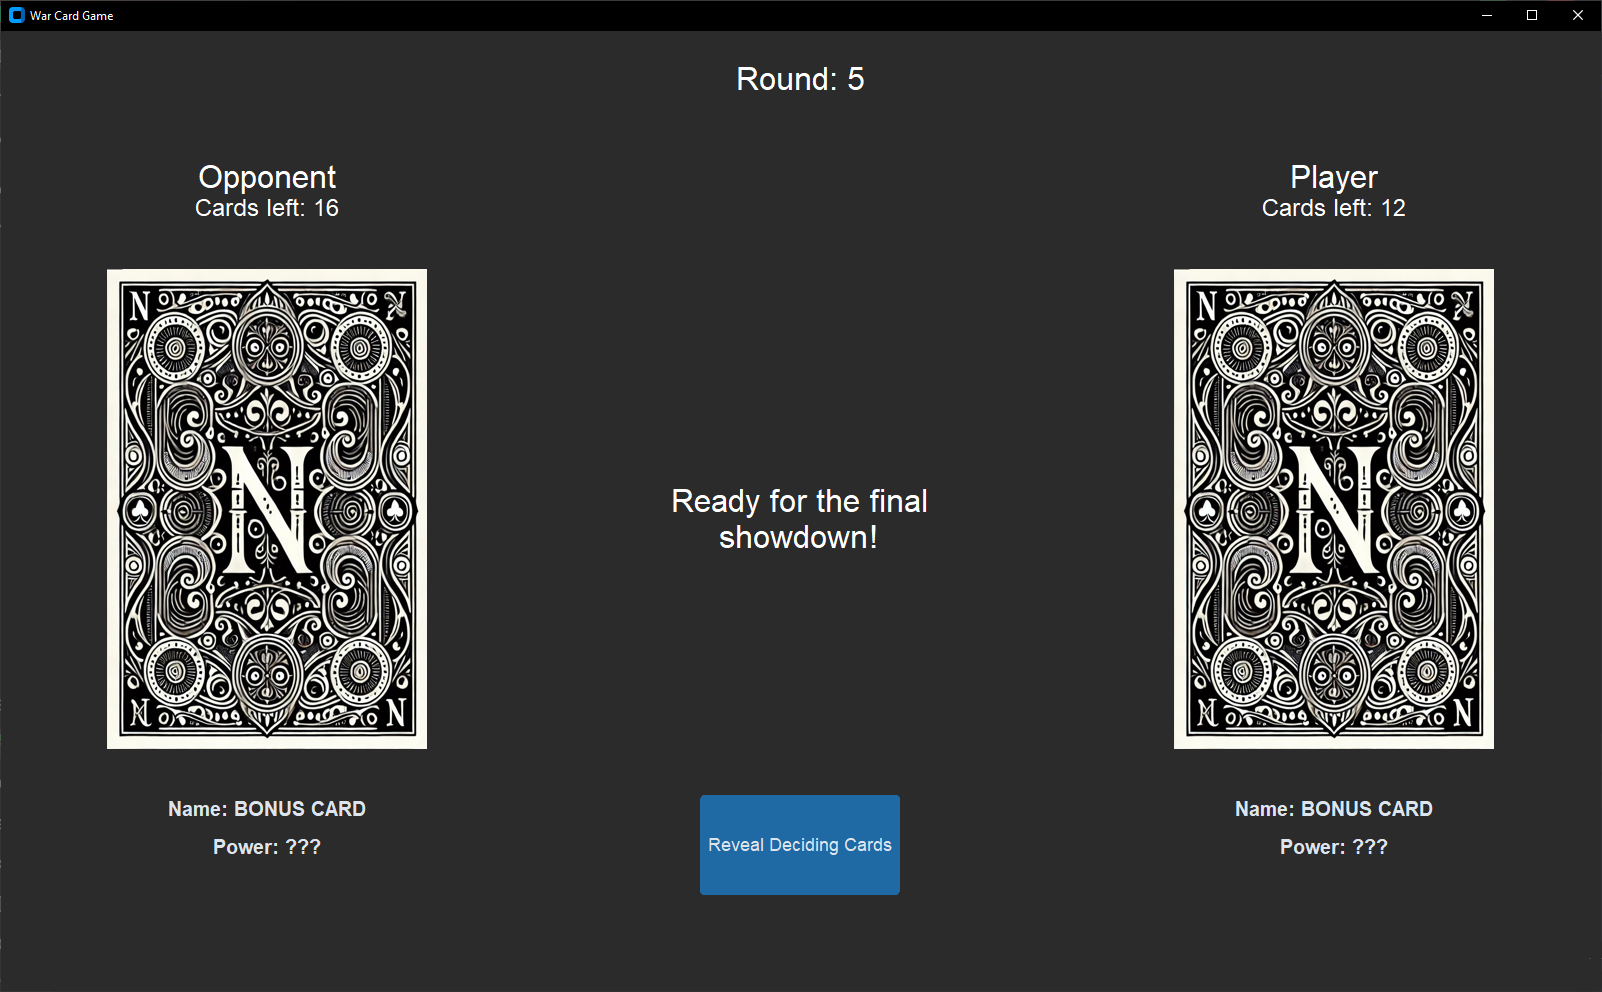 War Card Game
Round: 5
Opponent
Cards left: 16
Player
Cards left: 12
N
N
N
N
N
N
Ready for the final
showdown!
Name: BONUS CARD
Power: ???
Reveal Deciding Cards
Name: BONUS CARD
Power: ???